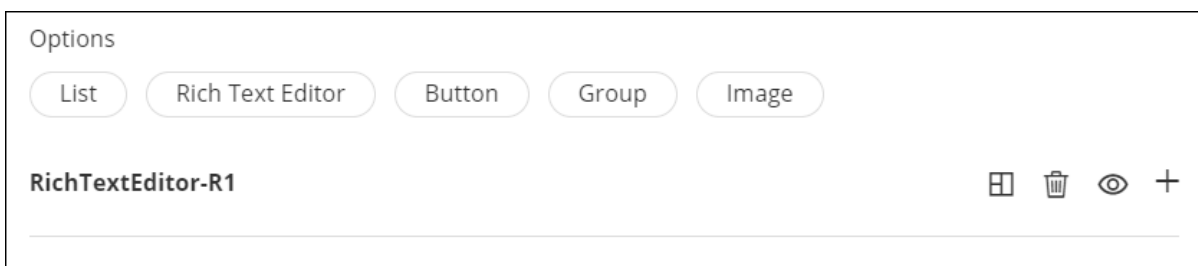 Options
List Rich Text Editor Button Group Image
RichTextEditor-R1